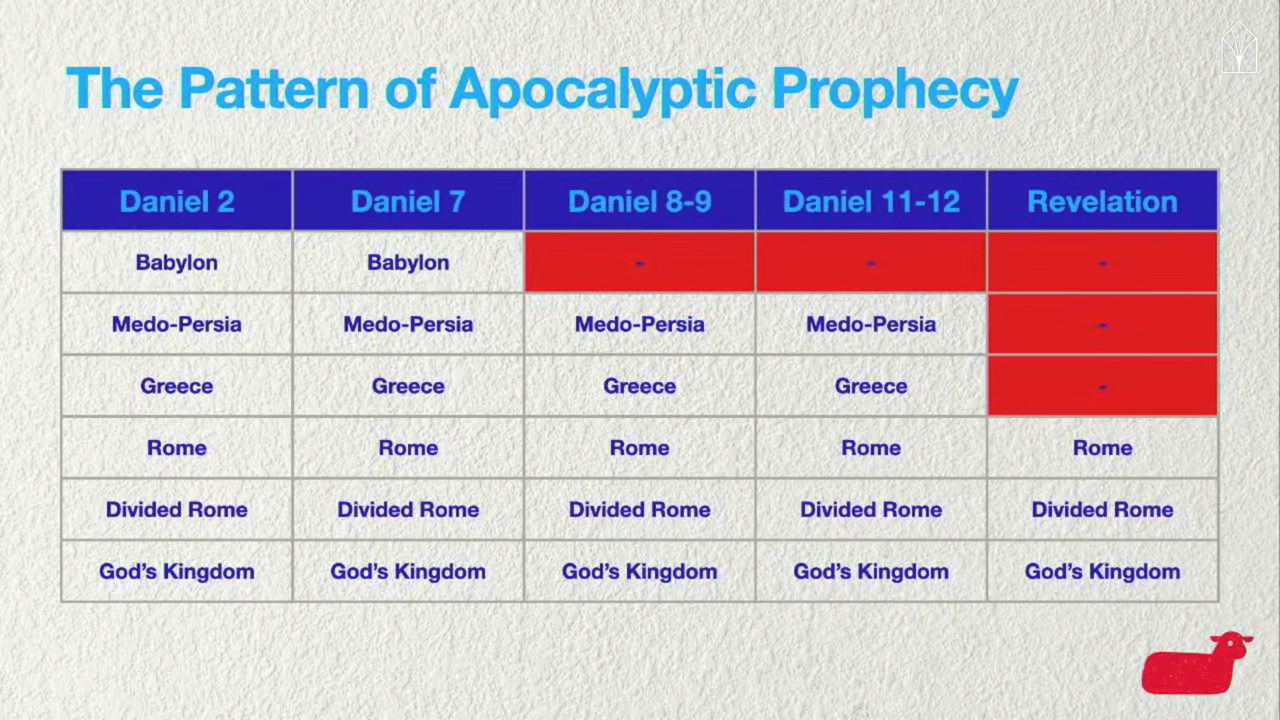 The Pattern of Apocalyptic Prophecy
Daniel 2 Daniel 7 Daniel 8-9 Daniel 11-12 Revelation
Babylon Babylon - - -
Medo-Persia Medo-Persia Medo-Persia Medo-Persia -
Greece Greece Greece Greece -
Rome Rome Rome Rome Rome
Divided Rome Divided Rome Divided Rome Divided Rome Divided Rome
God’s Kingdom God’s Kingdom God’s Kingdom God’s Kingdom God’s Kingdom